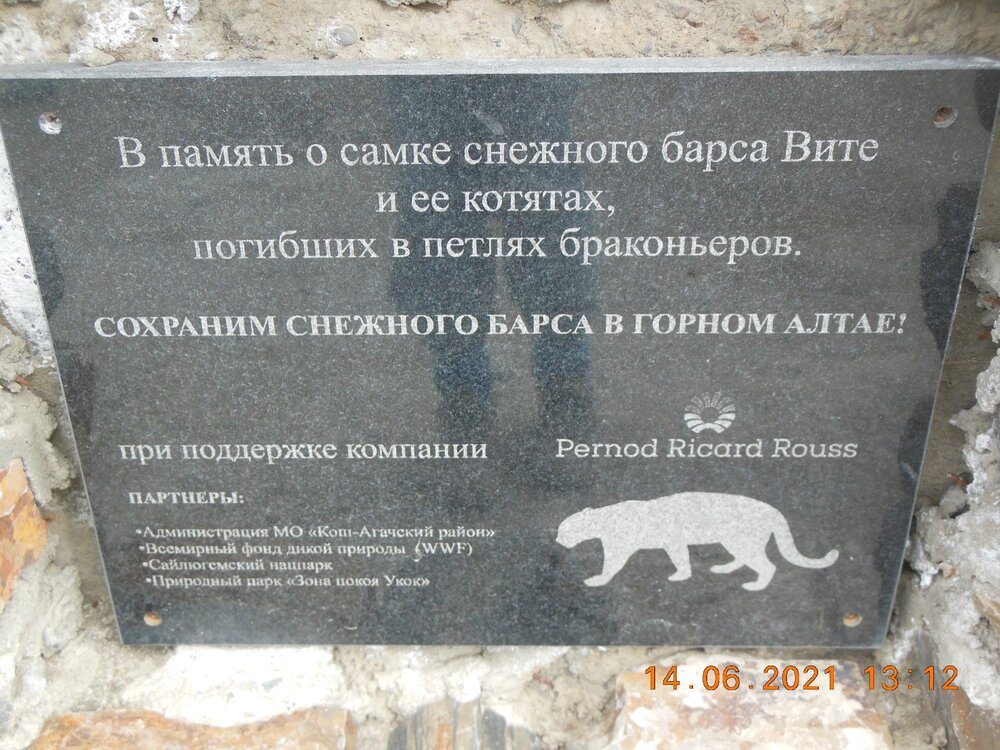 В память о самке снежного барса Вите
и ее котятах,
погибших в петлях браконьеров.
СОХРАНИМ СНЕЖНОГО БАРСА В ГОРНОМ АЛТАЕ!
при поддержке компании
Pernod Ricard Rouss
ПАРТНЕРЫ:
•Администрация МО «Кош-Агачский район»
•Всемирный фонд дикой природы (WWF)
•Сайлюгемский нацпарк
•Природный парк «Зона покоя Укок»
14.06.2021 13:12